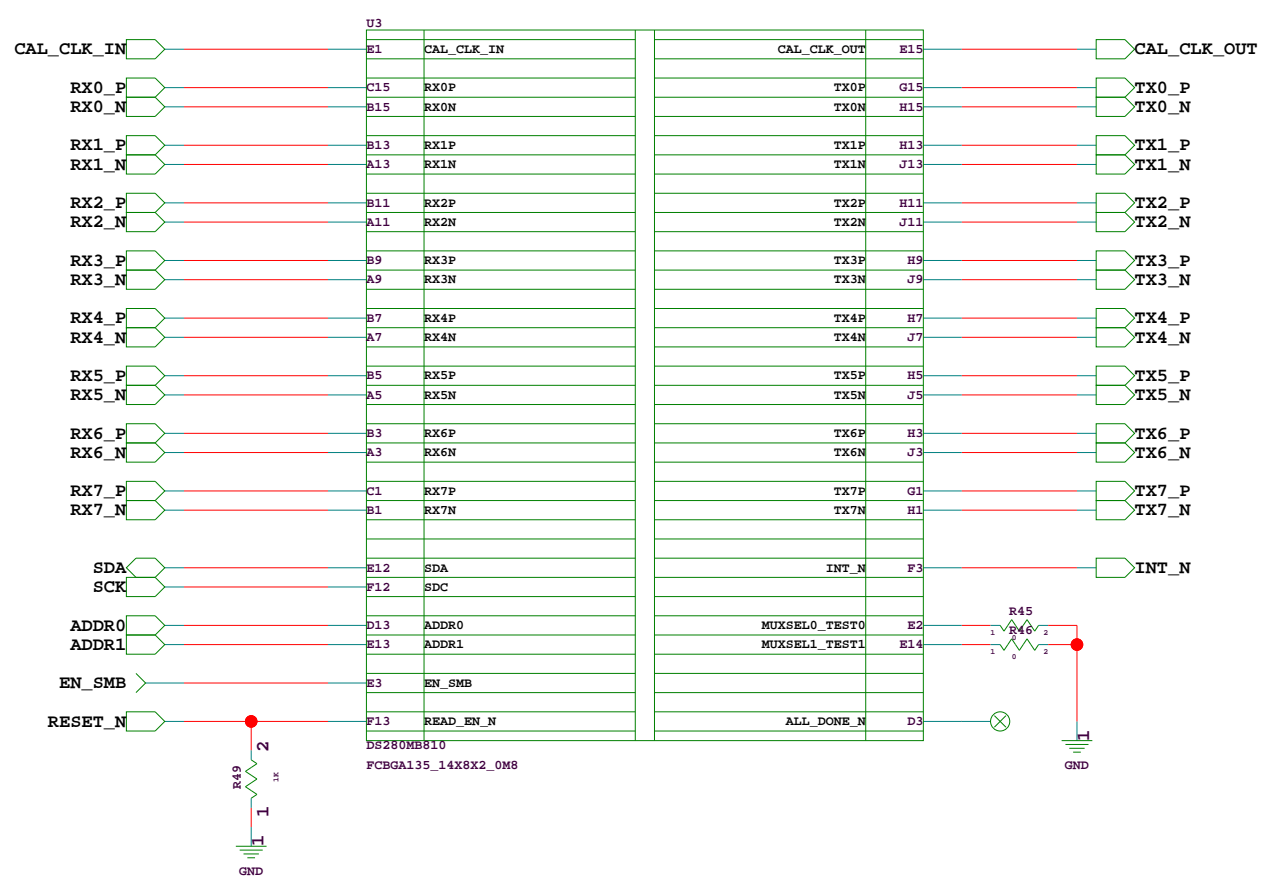 U3
CAL_CLK_IN E1 CAL_CLK_IN CAL_CLK_OUT E15 CAL_CLK_OUT
RX0_P C15 RX0P TX0P G15 TX0_P
RX0_N B15 RX0N TX0N H15 TX0_N
RX1_P B13 RX1P TX1P H13 TX1_P
RX1_N A13 RX1N TX1N J13 TX1_N
RX2_P B11 RX2P TX2P H11 TX2_P
RX2_N A11 RX2N TX2N J11 TX2_N
RX3_P B9 RX3P TX3P H9 TX3_P
RX3_N A9 RX3N TX3N J9 TX3_N
RX4_P B7 RX4P TX4P H7 TX4_P
RX4_N A7 RX4N TX4N J7 TX4_N
RX5_P B5 RX5P TX5P H5 TX5_P
RX5_N A5 RX5N TX5N J5 TX5_N
RX6_P B3 RX6P TX6P H3 TX6_P
RX6_N A3 RX6N TX6N J3 TX6_N
RX7_P C1 RX7P TX7P G1 TX7_P
RX7_N B1 RX7N TX7N H1 TX7_N
SDA E12 SDA INT_N F3 INT_N
SCK F12 SDC
R45
ADDR0 D13 ADDR0 MUXSEL0_TEST0 E2 1 0 2
R46
ADDR1 E13 ADDR1 MUXSEL1_TEST1 E14 1 0 2
EN_SMB E3 EN_SMB
RESET_N F13 READ_EN_N ALL_DONE_N D3
1
GND
DS280MB810
FCBGA135_14X8X2_0M8
2
R49 1K
1
1
GND